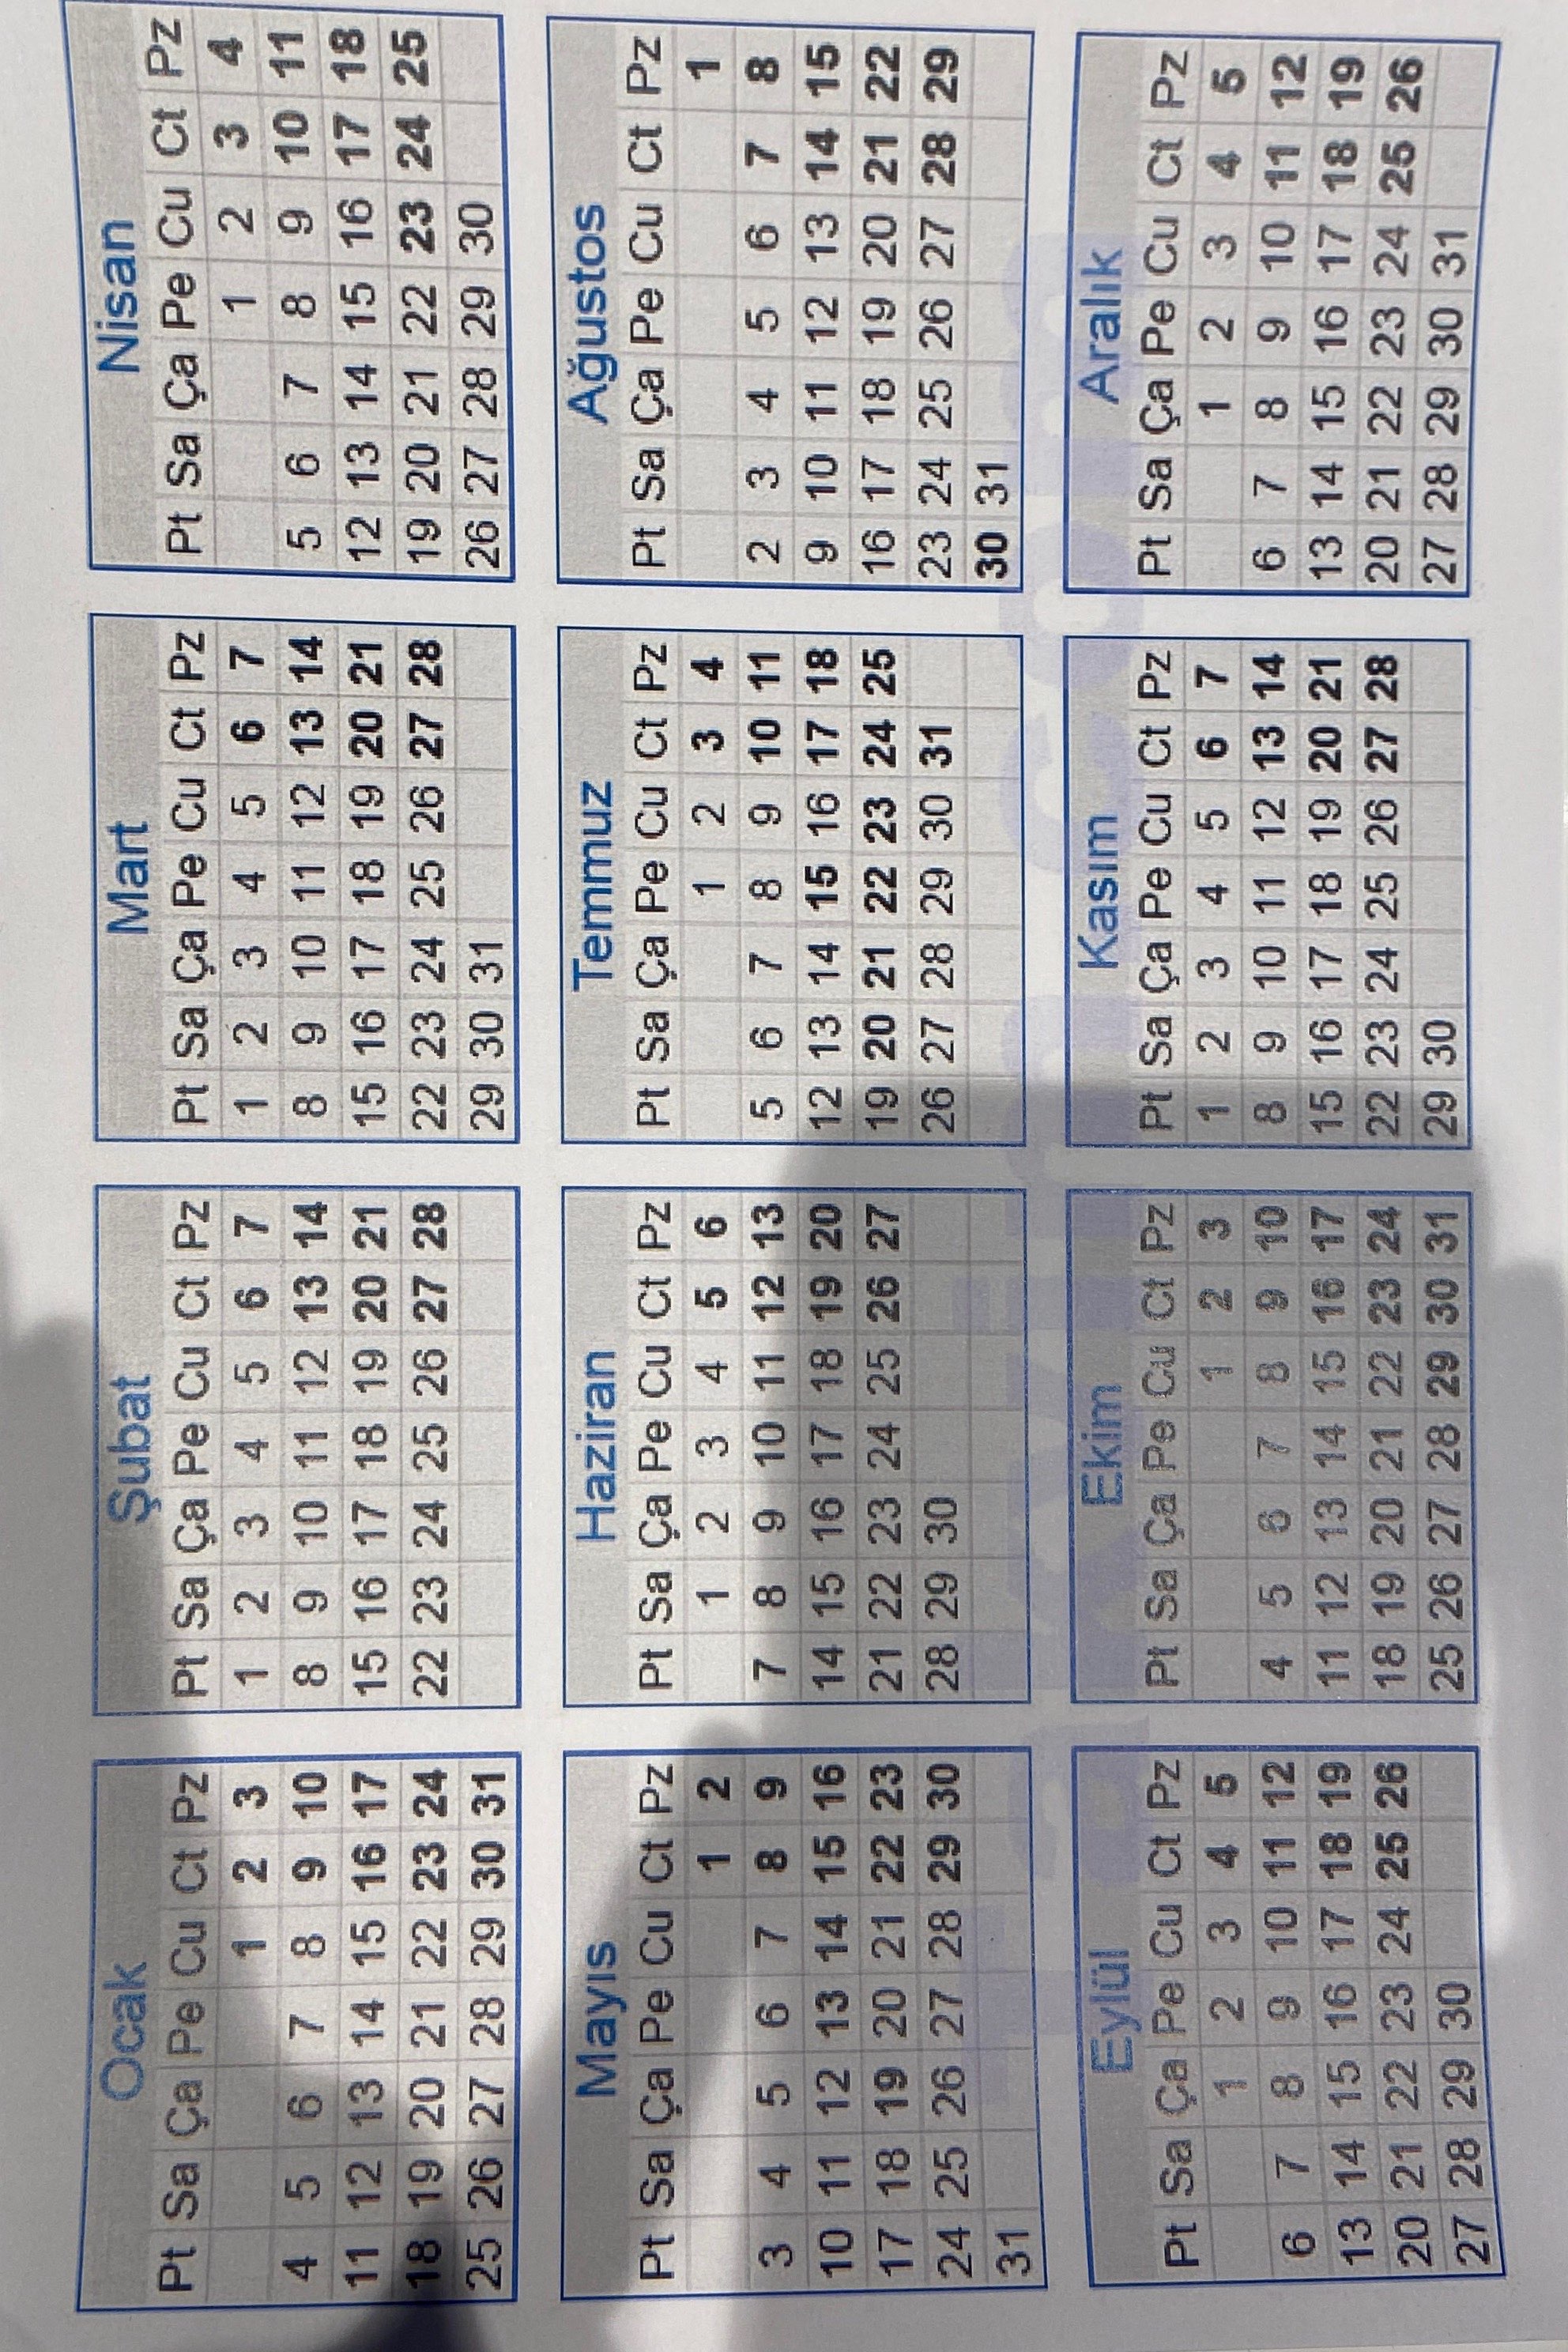 Ocak
Pt Sa Ça Pe Cu Ct Pz
1 2 3
4 5 6 7 8 9 10
11 12 13 14 15 16 17
18 19 20 21 22 23 24
25 26 27 28 29 30 31
Şubat
Pt Sa Ça Pe Cu Ct Pz
1 2 3 4 5 6 7
8 9 10 11 12 13 14
15 16 17 18 19 20 21
22 23 24 25 26 27 28
Mart
Pt Sa Ça Pe Cu Ct Pz
1 2 3 4 5 6 7
8 9 10 11 12 13 14
15 16 17 18 19 20 21
22 23 24 25 26 27 28
29 30 31
Nisan
Pt Sa Ça Pe Cu Ct Pz
1 2 3 4
5 6 7 8 9 10 11
12 13 14 15 16 17 18
19 20 21 22 23 24 25
26 27 28 29 30
Mayıs
Pt Sa Ça Pe Cu Ct Pz
1 2
3 4 5 6 7 8 9
10 11 12 13 14 15 16
17 18 19 20 21 22 23
24 25 26 27 28 29 30
31
Haziran
Pt Sa Ça Pe Cu Ct Pz
1 2 3 4 5 6
7 8 9 10 11 12 13
14 15 16 17 18 19 20
21 22 23 24 25 26 27
28 29 30
Temmuz
Pt Sa Ça Pe Cu Ct Pz
1 2 3 4
5 6 7 8 9 10 11
12 13 14 15 16 17 18
19 20 21 22 23 24 25
26 27 28 29 30 31
Ağustos
Pt Sa Ça Pe Cu Ct Pz
1
2 3 4 5 6 7 8
9 10 11 12 13 14 15
16 17 18 19 20 21 22
23 24 25 26 27 28 29
30 31
Eylül
Pt Sa Ça Pe Cu Ct Pz
1 2 3 4 5
6 7 8 9 10 11 12
13 14 15 16 17 18 19
20 21 22 23 24 25 26
27 28 29 30
Ekim
Pt Sa Ça Pe Cu Ct Pz
1 2 3
4 5 6 7 8 9 10
11 12 13 14 15 16 17
18 19 20 21 22 23 24
25 26 27 28 29 30 31
Kasım
Pt Sa Ça Pe Cu Ct Pz
1 2 3 4 5 6 7
8 9 10 11 12 13 14
15 16 17 18 19 20 21
22 23 24 25 26 27 28
29 30
Aralık
Pt Sa Ça Pe Cu Ct Pz
1 2 3 4 5
6 7 8 9 10 11 12
13 14 15 16 17 18 19
20 21 22 23 24 25 26
27 28 29 30 31